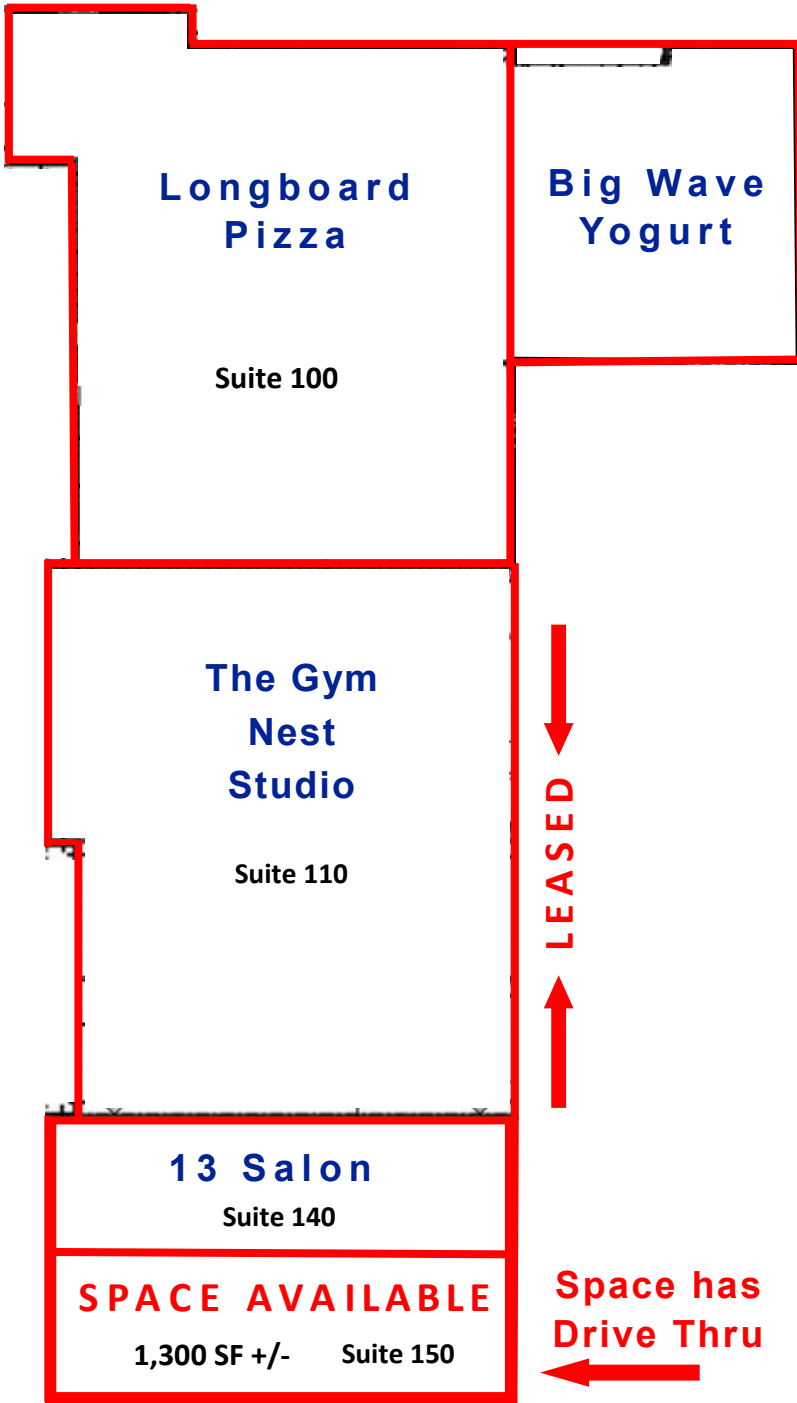 Longboard
Pizza
Suite 100
Big Wave
Yogurt
The Gym
Nest
Studio
Suite 110
LEASED
13 Salon
Suite 140
SPACE AVAILABLE
1,300 SF +/- Suite 150
Space has
Drive Thru